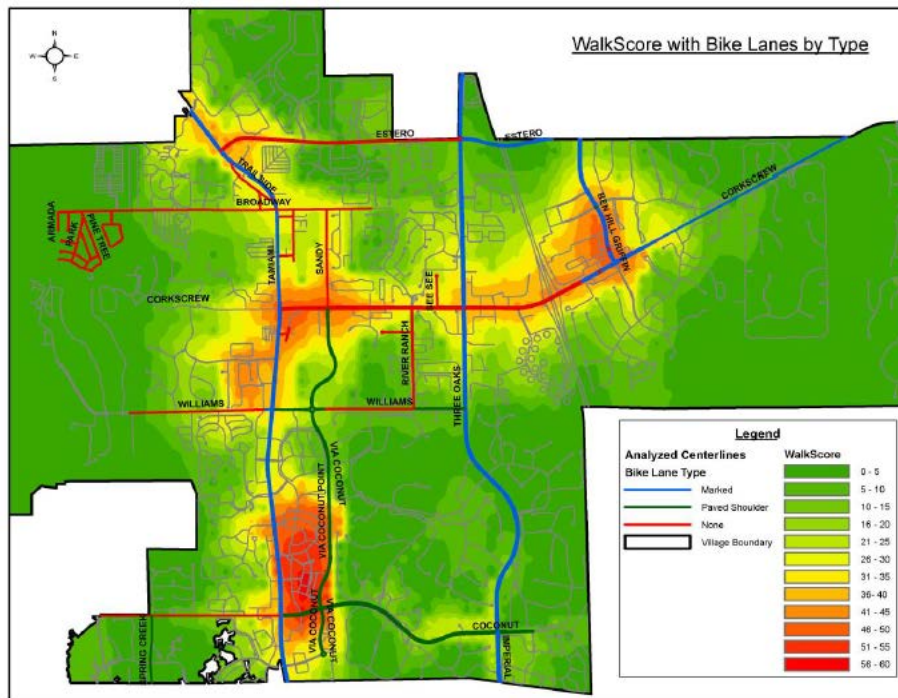 WalkScore with Bike Lanes by Type
N
W
E
S
ESTERO
ESTERO
TRAILSIDE
BROADWAY
CORKSCREW
BEN HILL GRIFFIN
ARMADA
PARK
PINE TREE
TAMIAMI
SANDY
BEE SEE
CORKSCREW
RIVER RANCH
THREE OAKS
WILLIAMS
WILLIAMS
VIA COCONUT
VIA COCONUT POINT
VIA COCONUT
VIA COCONUT
COCONUT
IMPERIAL
SPRING CREEK
Legend
Analyzed Centerlines
Bike Lane Type
Marked
Paved Shoulder
None
Village Boundary
WalkScore
0 - 5
5 - 10
10 - 15
16 - 20
21 - 25
26 - 30
31 - 35
36 - 40
41 - 45
46 - 50
51 - 55
56 - 60